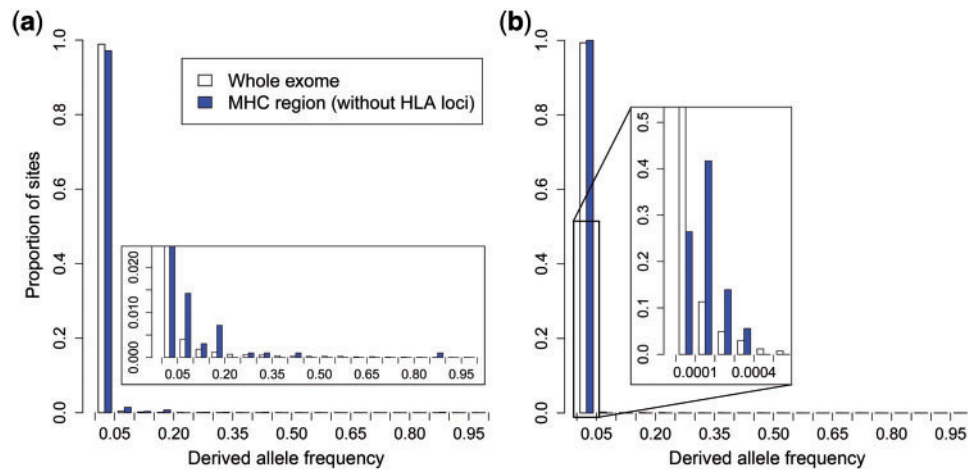 (a)
Proportion of sites
1.0
0.8
0.6
0.4
0.2
0.0
Whole exome
MHC region (without HLA loci)
0.020
0.010
0.000
0.05 0.20 0.35 0.55 0.75 0.95
0.05 0.20 0.35 0.50 0.65 0.80 0.95
Derived allele frequency
(b)
1.0
0.8
0.6
0.4
0.2
0.0
0.5
0.4
0.3
0.2
0.1
0.0
0.0001 0.0004
0.05 0.20 0.35 0.50 0.65 0.80 0.95
Derived allele frequency